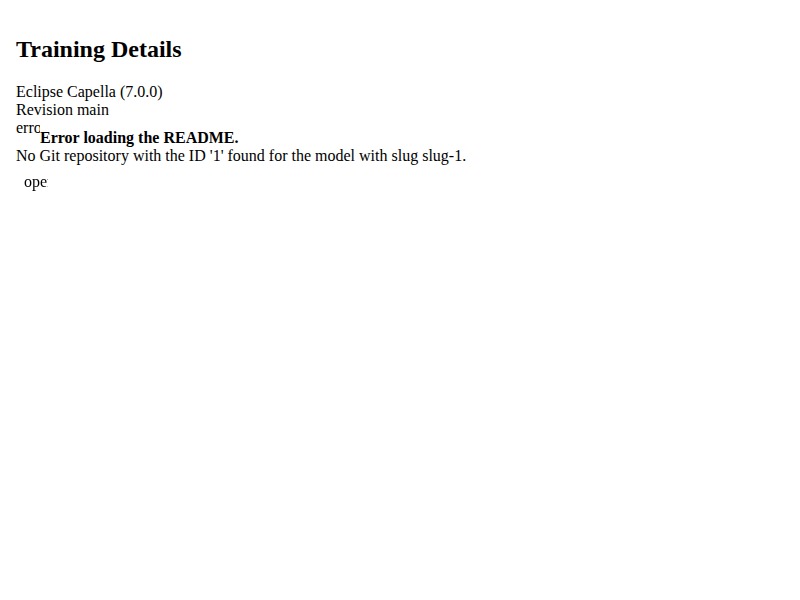 Training Details
Eclipse Capella (7.0.0)
Revision main
erro
Error loading the README.
No Git repository with the ID '1' found for the model with slug slug-1.
ope